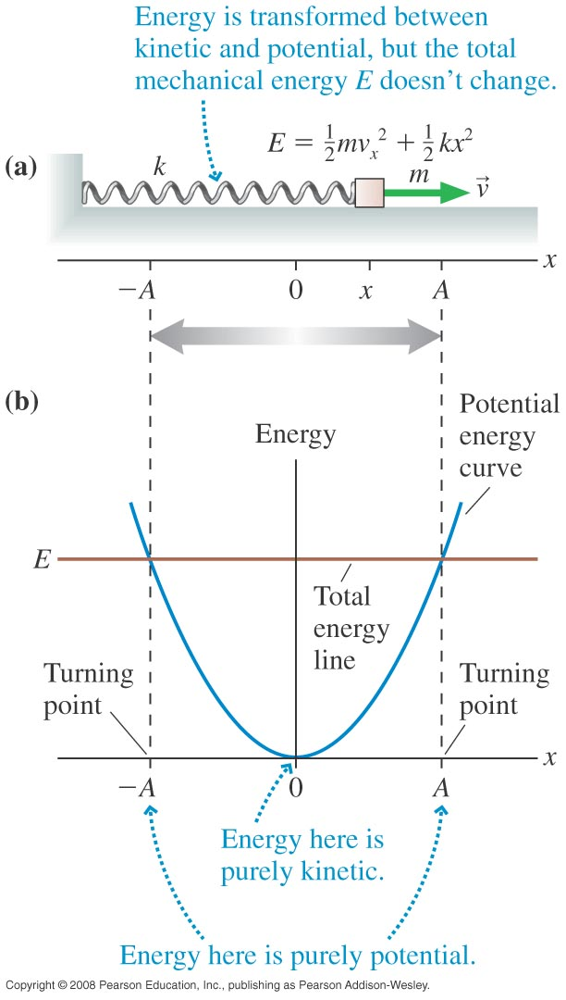 Energy is transformed between
kinetic and potential, but the total
mechanical energy E doesn't change.
E = ½mvₓ² + ½kx²
(a)
k
m
v⃗
x
−A
0
x
A
(b)
Potential
energy
curve
Energy
E
Total
energy
line
Turning
point
Turning
point
x
−A
0
A
Energy here is
purely kinetic.
Energy here is purely potential.
Copyright © 2008 Pearson Education, Inc., publishing as Pearson Addison-Wesley.